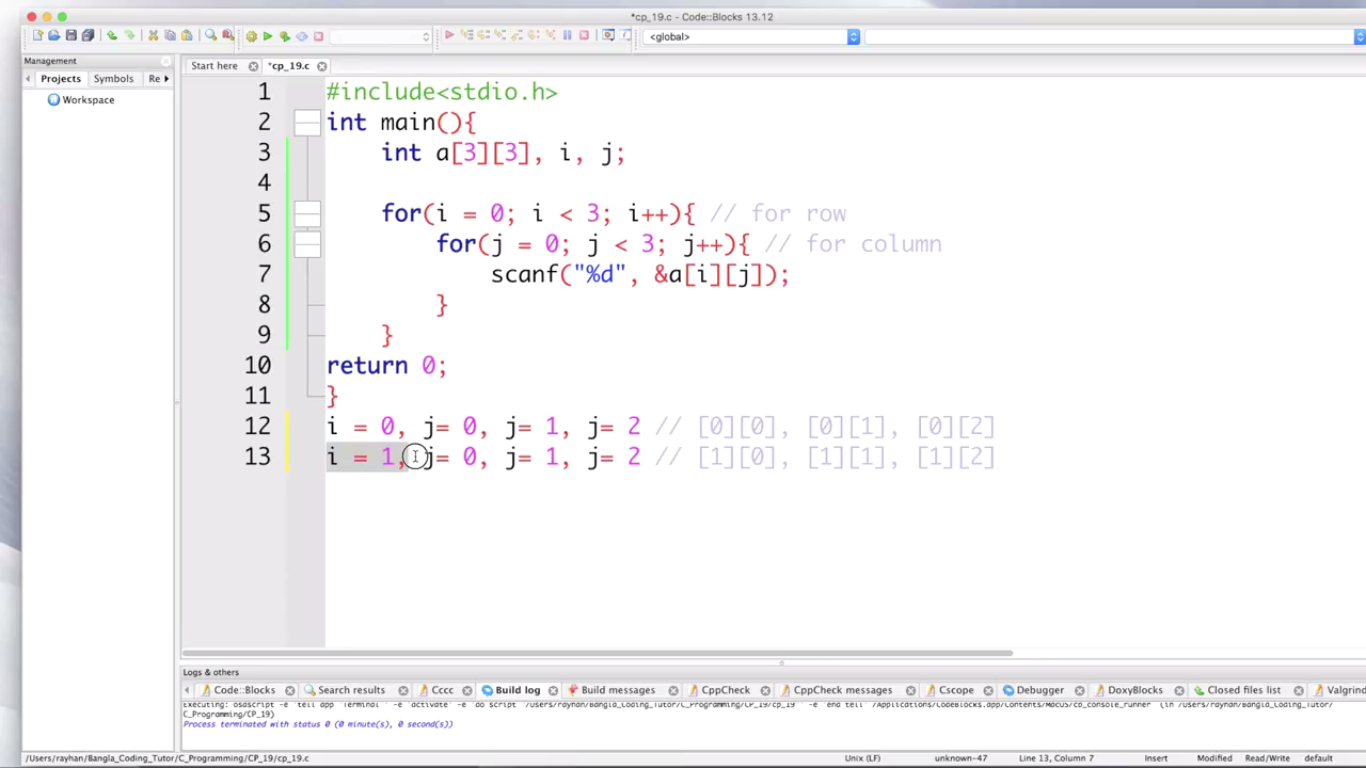 *cp_19.c - Code::Blocks 13.12
<global>
Management
Projects Symbols Re
Workspace
Start here *cp_19.c
1 #include<stdio.h>
2 int main(){
3 int a[3][3], i, j;
4
5 for(i = 0; i < 3; i++){ // for row
6 for(j = 0; j < 3; j++){ // for column
7 scanf("%d", &a[i][j]);
8 }
9 }
10 return 0;
11 }
12 i = 0, j= 0, j= 1, j= 2 // [0][0], [0][1], [0][2]
13 i = 1, j= 0, j= 1, j= 2 // [1][0], [1][1], [1][2]
Logs & others
Code::Blocks Search results Cccc Build log Build messages CppCheck CppCheck messages Cscope Debugger DoxyBlocks Closed files list Valgrind
Executing: osascript -e 'tell app "Terminal"' -e 'activate' -e 'do script "/Users/rayhan/Bangla_Coding_Tutor/C_Programming/CP_19/cp_19"' -e 'end tell' /Applications/CodeBlocks.app/Contents/MacOS/cb_console_runner (in /Users/rayhan/Bangla_Coding_Tutor/
C_Programming/CP_19)
Process terminated with status 0 (0 minute(s), 0 second(s))
/Users/rayhan/Bangla_Coding_Tutor/C_Programming/CP_19/cp_19.c Unix (LF) unknown-47 Line 13, Column 7 Insert Modified Read/Write default